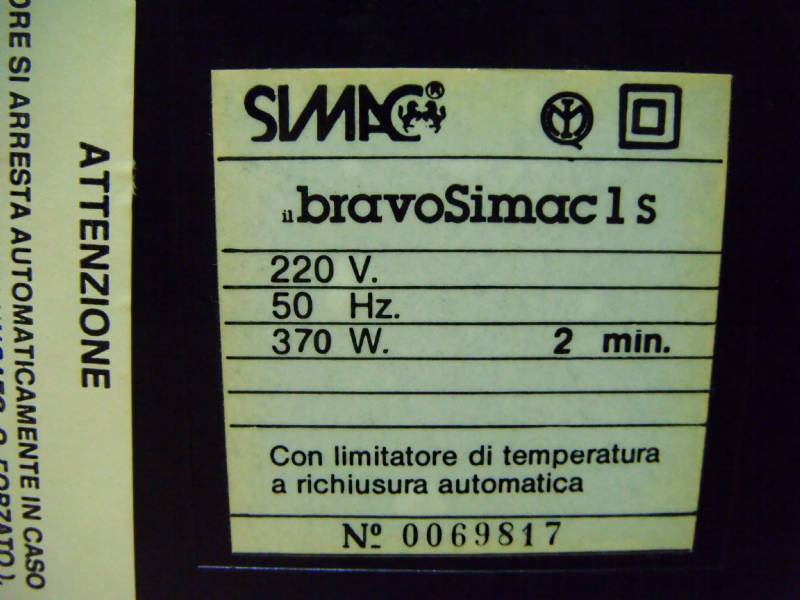 SIMAC®
il bravoSimac 1 s
220 V.
50 Hz.
370 W. 2 min.
Con limitatore di temperatura
a richiusura automatica
Nº 0069817
ATTENZIONE
ORE SI ARRESTA AUTOMATICAMENTE IN CASO
O FORZATO).